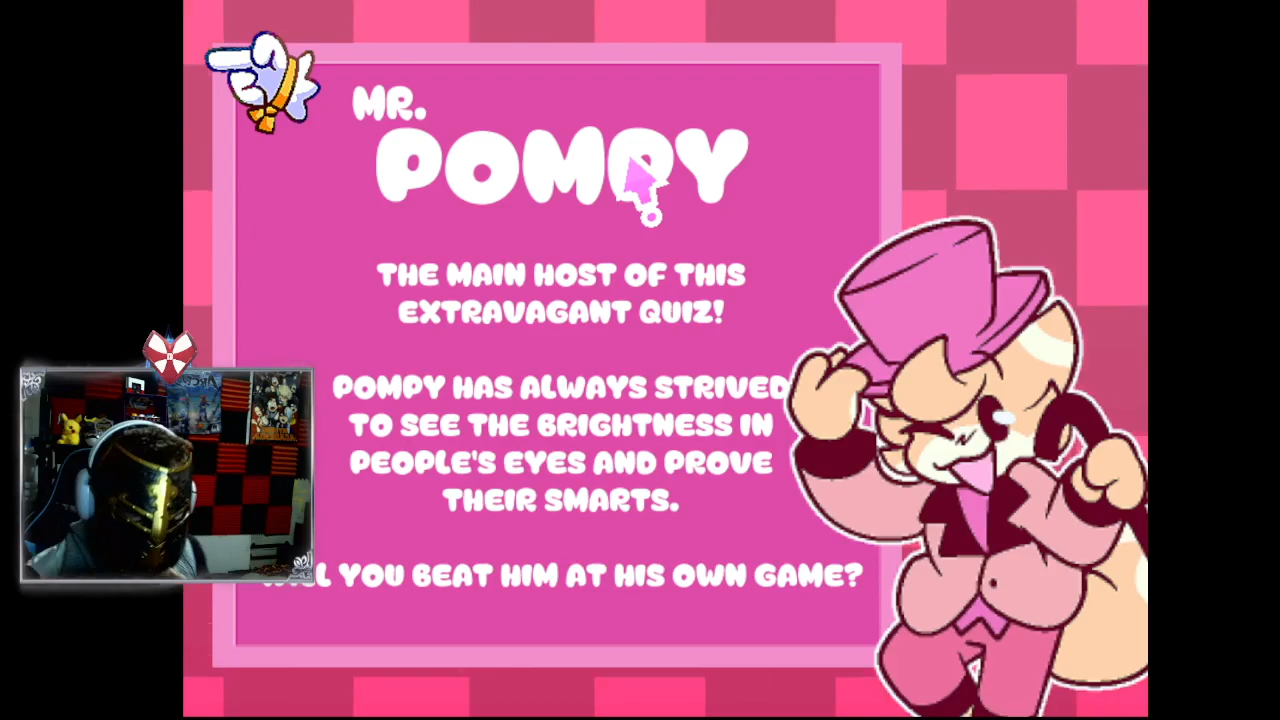 MR.
POMPY
THE MAIN HOST OF THIS
EXTRAVAGANT QUIZ!
POMPY HAS ALWAYS STRIVED
TO SEE THE BRIGHTNESS IN
PEOPLE'S EYES AND PROVE
THEIR SMARTS.
YOU BEAT HIM AT HIS OWN GAME?